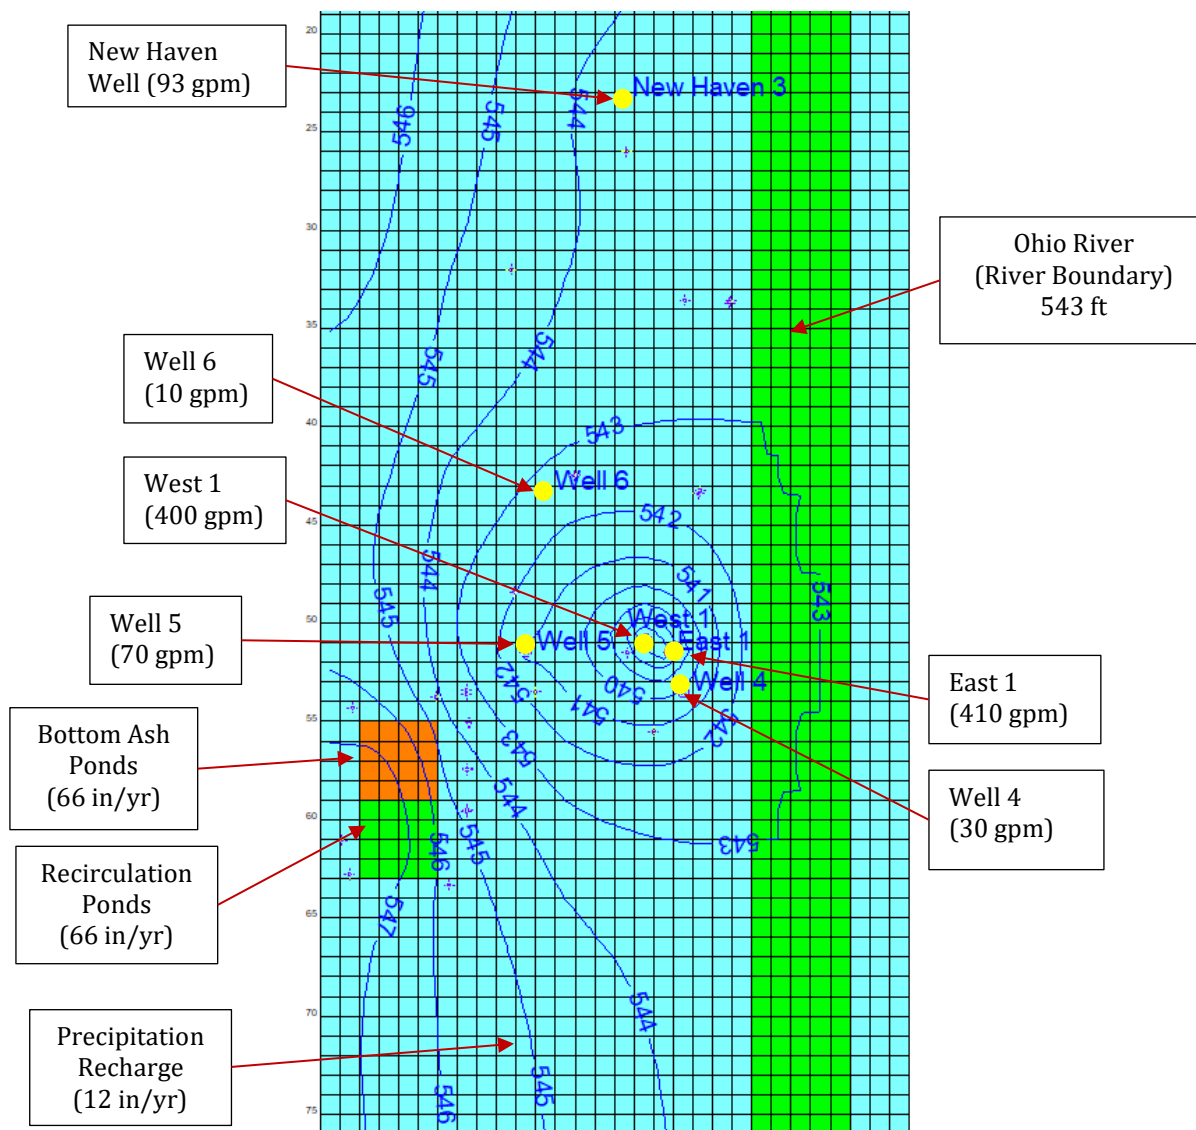 New Haven
Well (93 gpm)
Ohio River
(River Boundary)
543 ft
Well 6
(10 gpm)
West 1
(400 gpm)
Well 5
(70 gpm)
Bottom Ash
Ponds
(66 in/yr)
Recirculation
Ponds
(66 in/yr)
Precipitation
Recharge
(12 in/yr)
East 1
(410 gpm)
Well 4
(30 gpm)
20
25
30
35
40
45
50
55
60
65
70
75
New Haven 3
546
545
544
544
545
543
Well 6
542
544
541
543
545
West 1
East 1
Well 5
Well 4
542
540
541
542
543
544
545
543
546
547
544
545
546